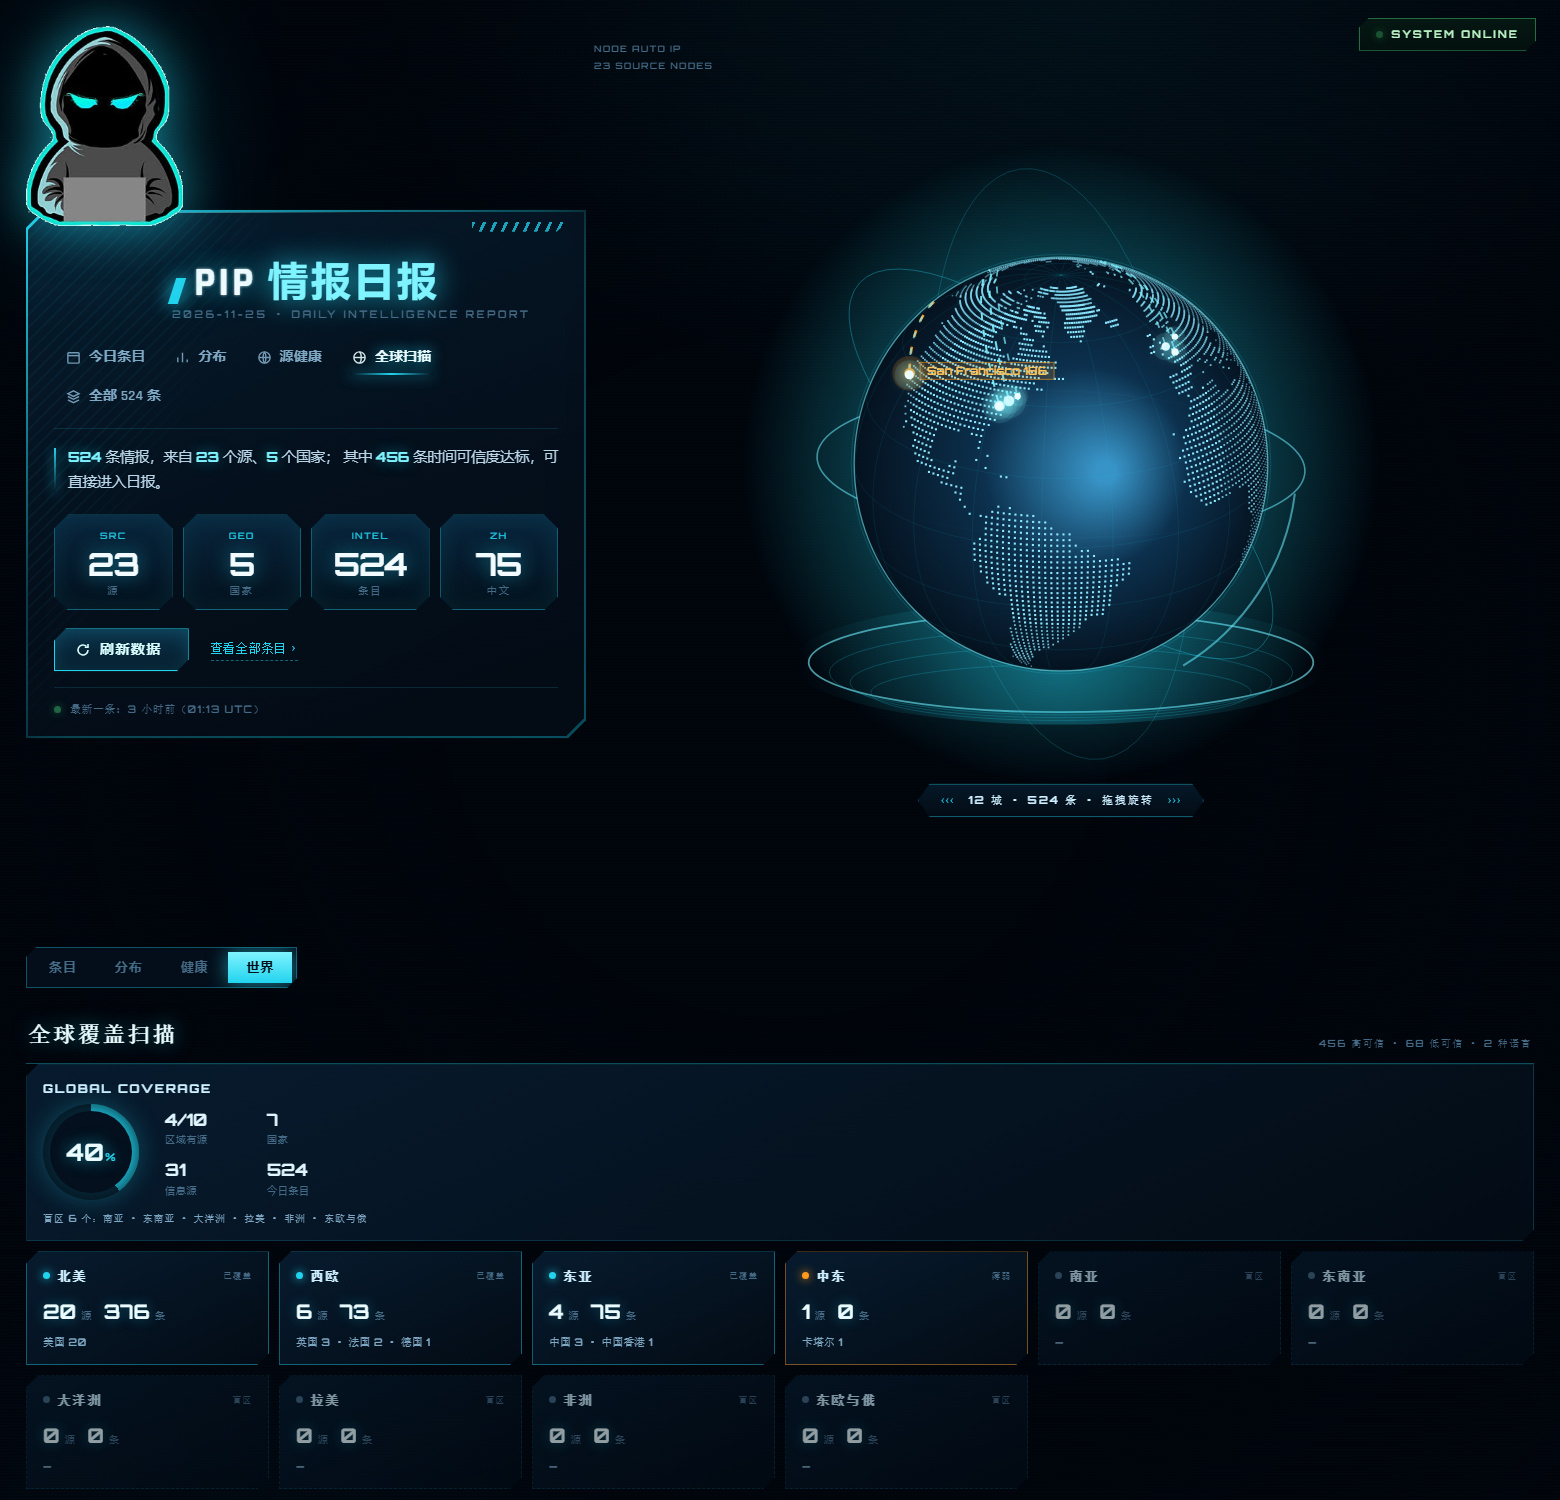 NODE AUTO IP
23 SOURCE NODES
SYSTEM ONLINE
PIP 情报日报
2026-11-25 · DAILY INTELLIGENCE REPORT
今日条目 分布 源健康 全球扫描
全部 524 条
524 条情报，来自 23 个源、5 个国家； 其中 456 条时间可信度达标，可
直接进入日报。
SRC GEO INTEL ZH
23 5 524 75
源 国家 条目 中文
刷新数据 查看全部条目 ›
最新一条：3 小时前（01:13 UTC）
San Francisco 186
‹‹‹ 12 城 · 524 条 · 拖拽旋转 ›››
条目 分布 健康 世界
全球覆盖扫描
456 高可信 · 68 低可信 · 2 种语言
GLOBAL COVERAGE
40%
4/10 7
区域有源 国家
31 524
信息源 今日条目
盲区 6 个：南亚 · 东南亚 · 大洋洲 · 拉美 · 非洲 · 东欧与俄
北美 已覆盖
20 源 376 条
美国 20
西欧 已覆盖
6 源 73 条
英国 3 · 法国 2 · 德国 1
东亚 已覆盖
4 源 75 条
中国 3 · 中国香港 1
中东 薄弱
1 源 0 条
卡塔尔 1
南亚 盲区
0 源 0 条
—
东南亚 盲区
0 源 0 条
—
大洋洲 盲区
0 源 0 条
—
拉美 盲区
0 源 0 条
—
非洲 盲区
0 源 0 条
—
东欧与俄 盲区
0 源 0 条
—